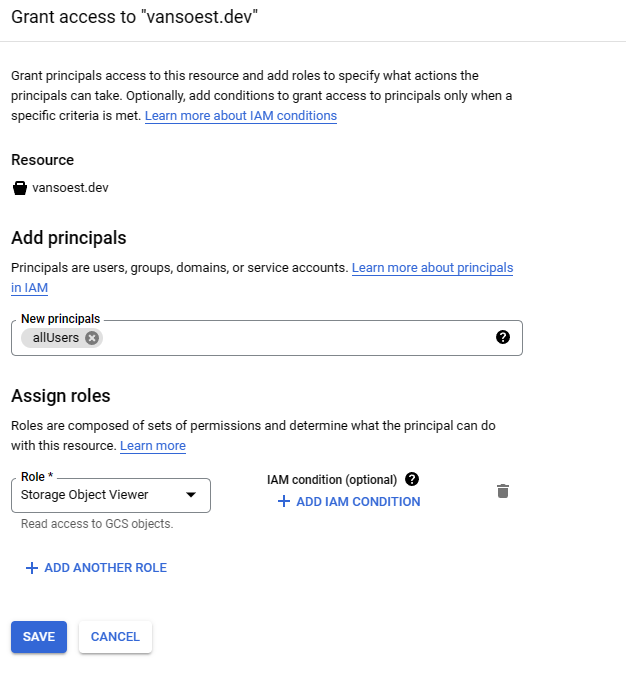 Grant access to "vansoest.dev"
Grant principals access to this resource and add roles to specify what actions the
principals can take. Optionally, add conditions to grant access to principals only when a
specific criteria is met. Learn more about IAM conditions
Resource
vansoest.dev
Add principals
Principals are users, groups, domains, or service accounts. Learn more about principals
in IAM
New principals
allUsers
Assign roles
Roles are composed of sets of permissions and determine what the principal can do
with this resource. Learn more
Role * IAM condition (optional)
Storage Object Viewer ADD IAM CONDITION
Read access to GCS objects.
ADD ANOTHER ROLE
SAVE CANCEL